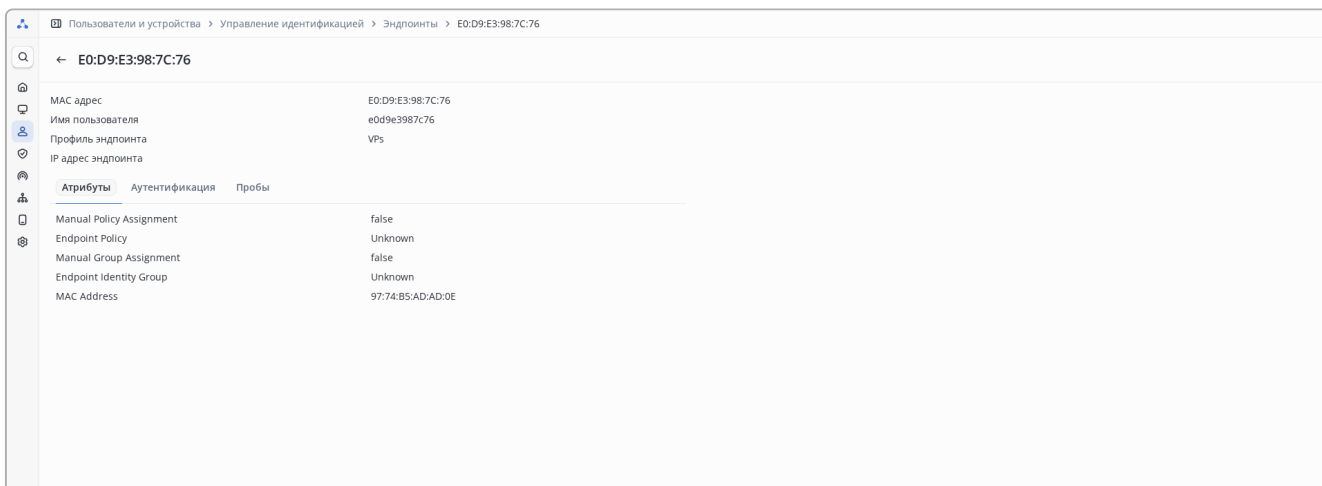 Пользователи и устройства > Управление идентификацией > Эндпоинты > E0:D9:E3:98:7C:76
E0:D9:E3:98:7C:76
MAC адрес E0:D9:E3:98:7C:76
Имя пользователя e0d9e3987c76
Профиль эндпоинта VPs
IP адрес эндпоинта
Атрибуты Аутентификация Пробы
Manual Policy Assignment false
Endpoint Policy Unknown
Manual Group Assignment false
Endpoint Identity Group Unknown
MAC Address 97:74:B5:AD:AD:0E